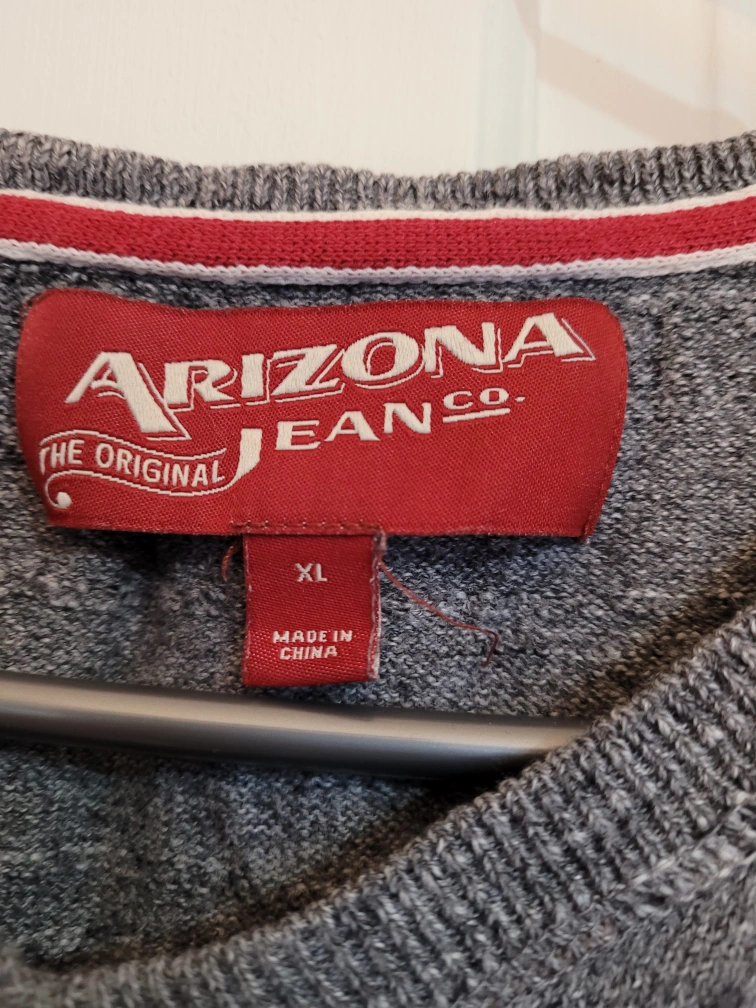 ARIZONA
JEAN CO.
THE ORIGINAL
XL
MADE IN
CHINA